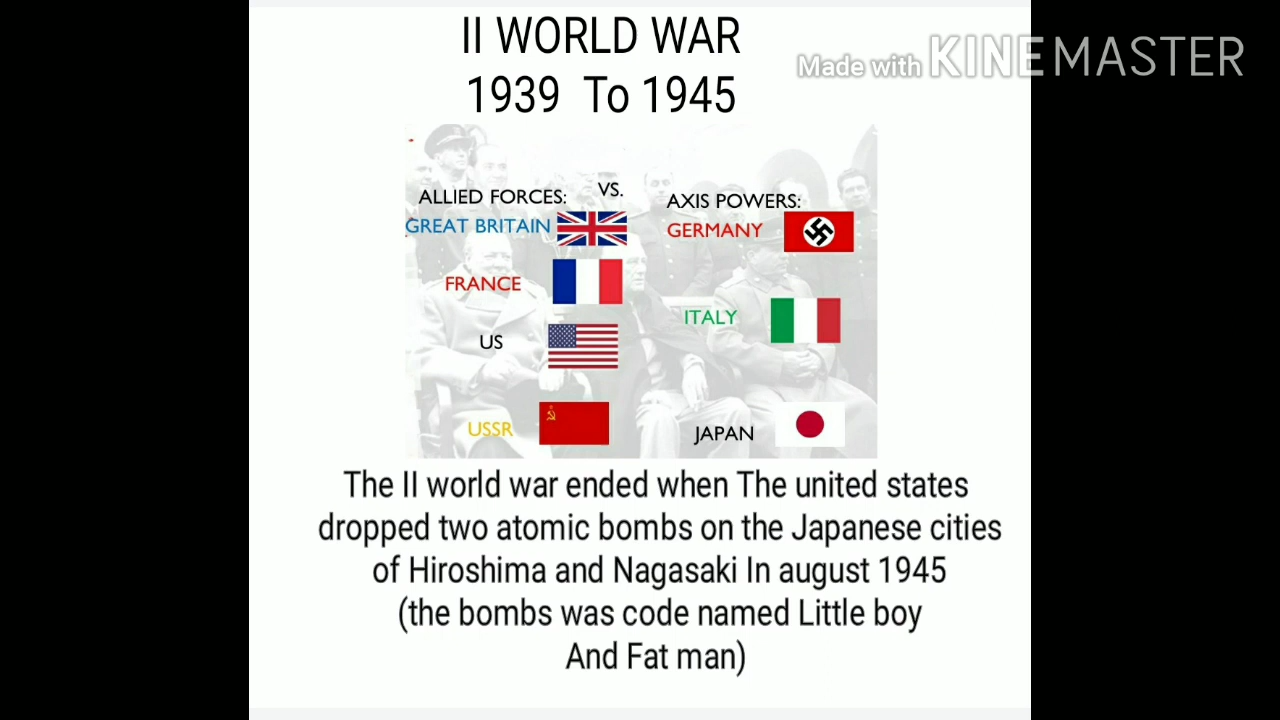 II WORLD WAR
1939 To 1945
Made with KINEMASTER
ALLIED FORCES: VS. AXIS POWERS:
GREAT BRITAIN GERMANY
FRANCE
ITALY
US
USSR JAPAN
The II world war ended when The united states
dropped two atomic bombs on the Japanese cities
of Hiroshima and Nagasaki In august 1945
(the bombs was code named Little boy
And Fat man)